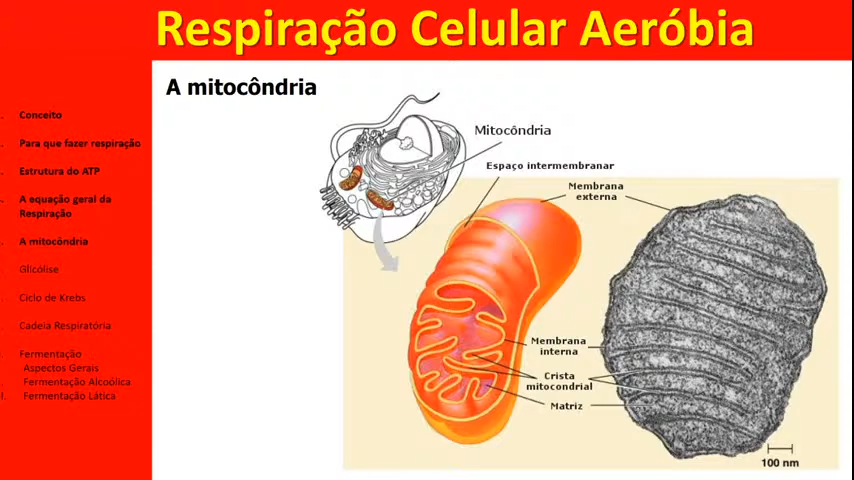 Respiração Celular Aeróbia
A mitocôndria
Conceito
Para que fazer respiração
Estrutura do ATP
A equação geral da
Respiração
A mitocôndria
Glicólise
Ciclo de Krebs
Cadeia Respiratória
Fermentação
Aspectos Gerais
Fermentação Alcoólica
Fermentação Lática
Mitocôndria
Espaço intermembranar
Membrana
externa
Membrana
interna
Crista
mitocondrial
Matriz
100 nm